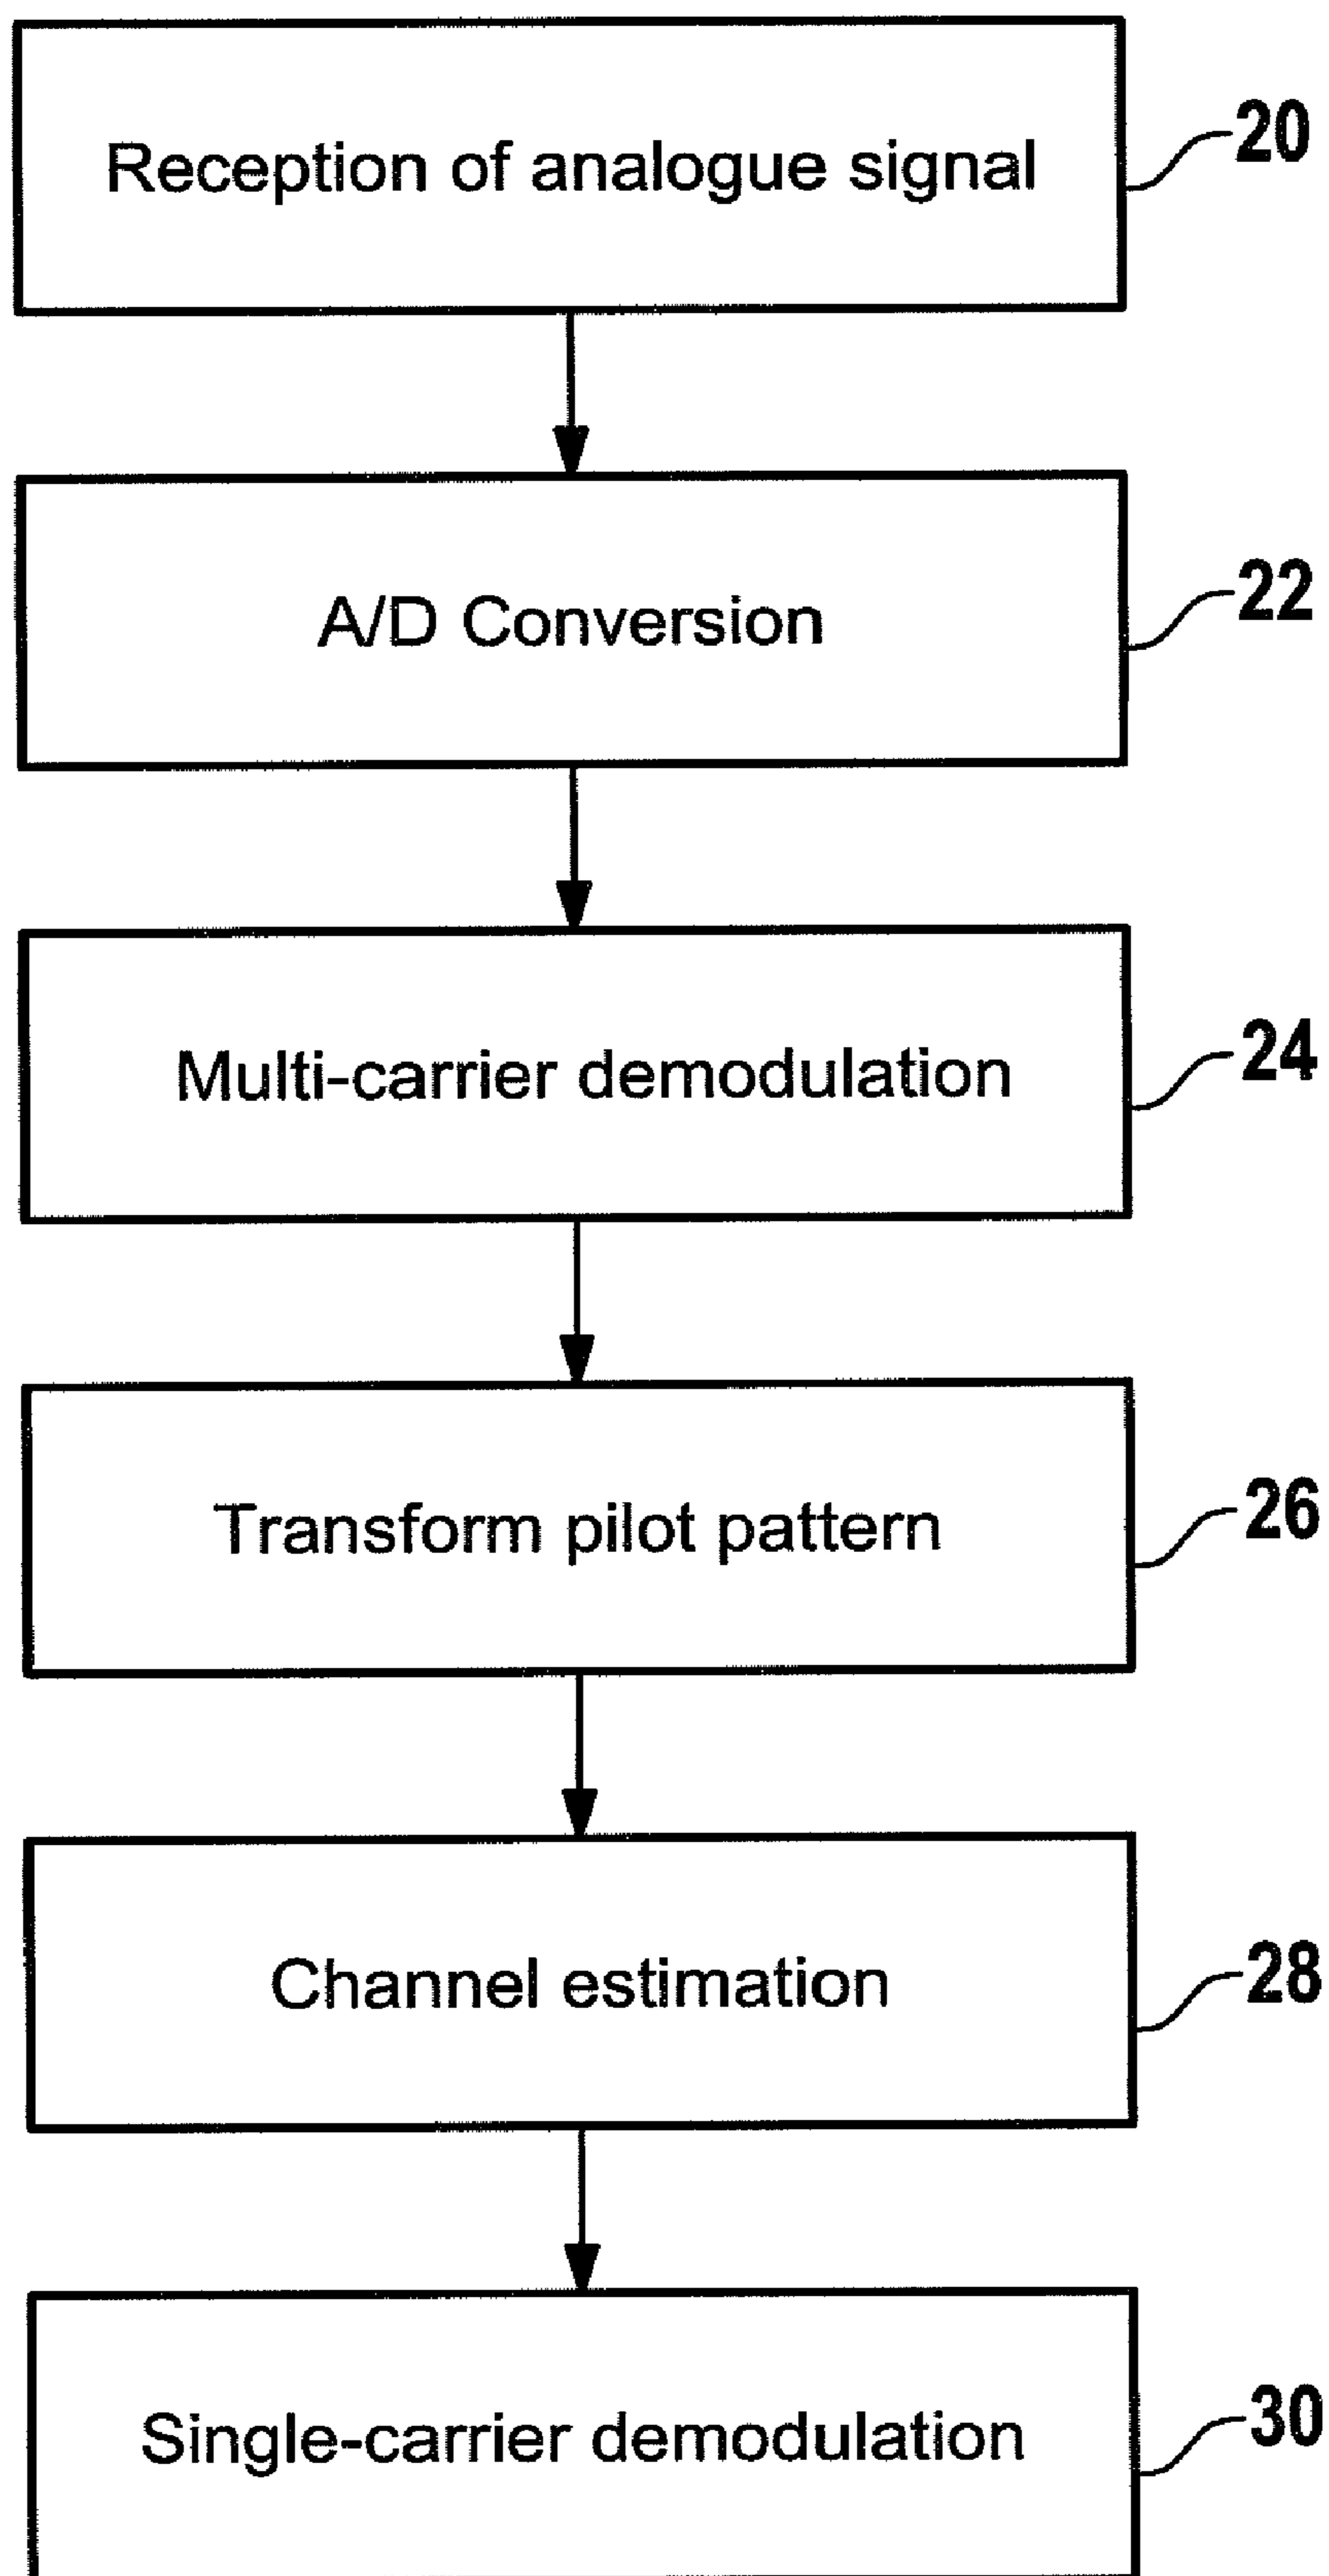 Reception of analogue signal
20
A/D Conversion
22
Multi-carrier demodulation
24
Transform pilot pattern
26
Channel estimation
28
Single-carrier demodulation
30